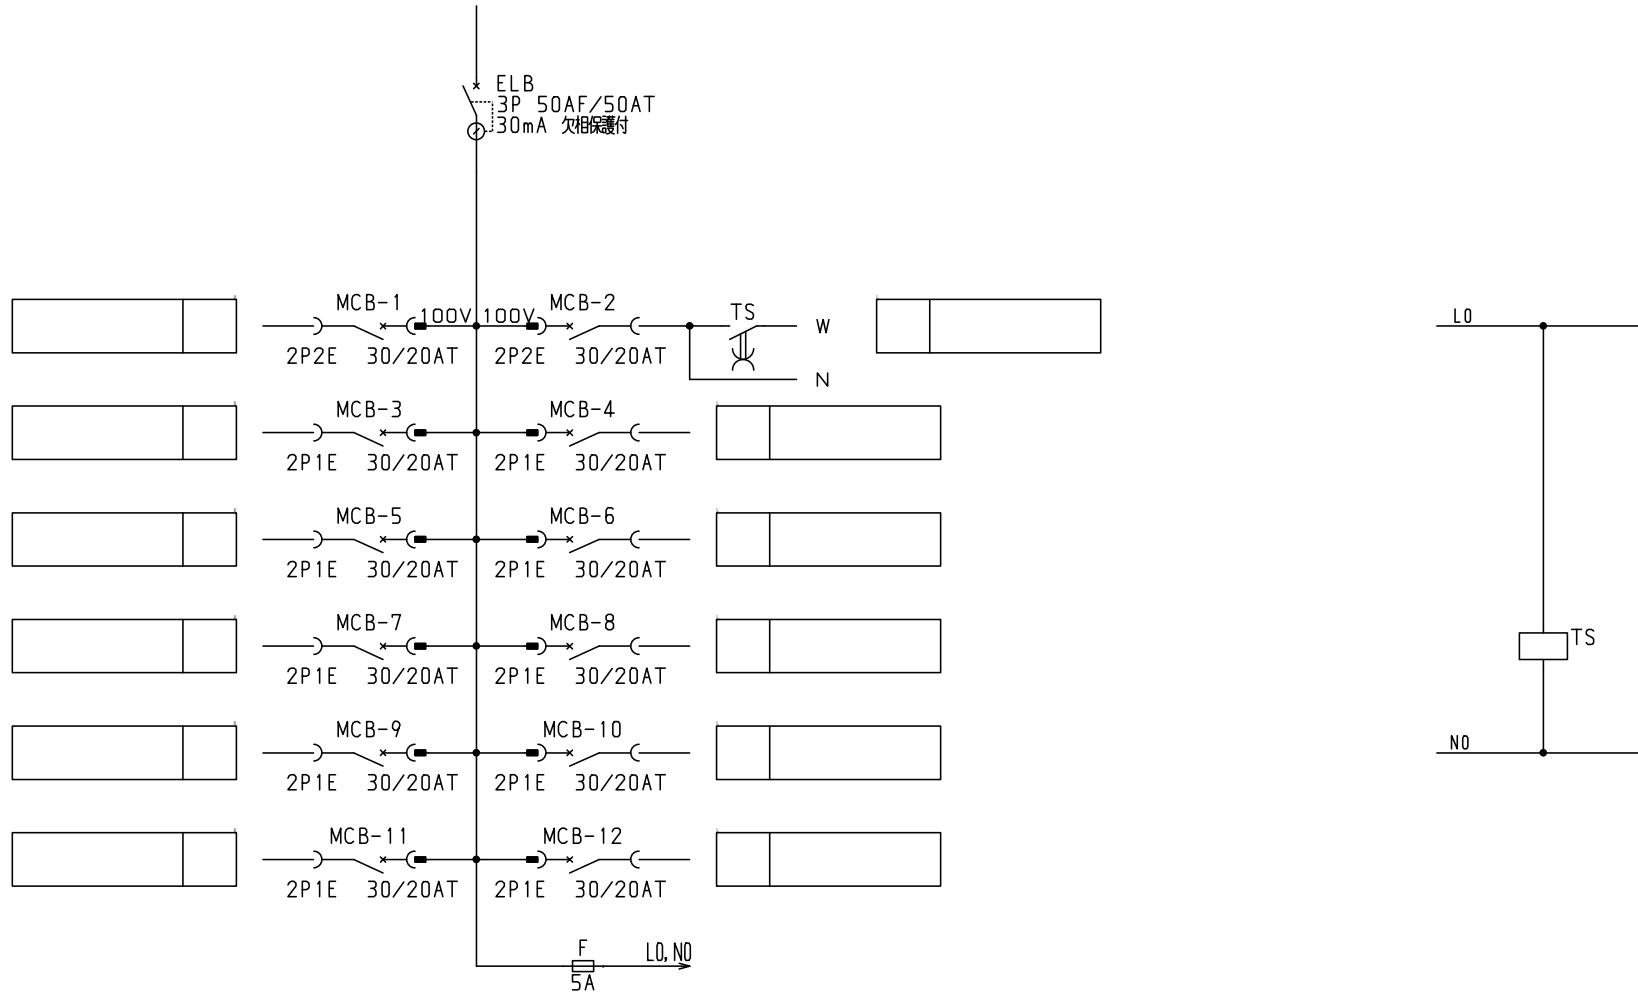 ELB
3P 50AF/50AT
30mA 欠相保護付
MCB-1
100V
100V
MCB-2
TS
W
L0
2P2E
30/20AT
2P2E
30/20AT
N
MCB-3
MCB-4
2P1E
30/20AT
2P1E
30/20AT
MCB-5
MCB-6
2P1E
30/20AT
2P1E
30/20AT
MCB-7
MCB-8
TS
2P1E
30/20AT
2P1E
30/20AT
MCB-9
MCB-10
N0
2P1E
30/20AT
2P1E
30/20AT
MCB-11
MCB-12
2P1E
30/20AT
2P1E
30/20AT
F
L0,N0
5A